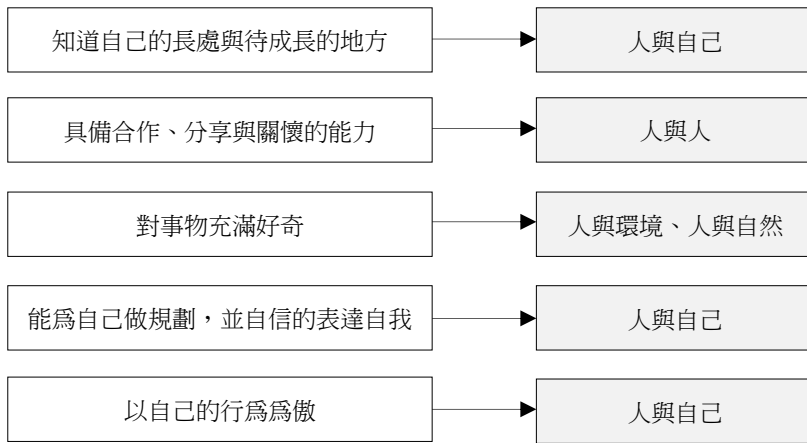 知道自己的長處與待成長的地方
人與自己
具備合作、分享與關懷的能力
人與人
對事物充滿好奇
人與環境、人與自然
能爲自己做規劃，並自信的表達自我
人與自己
以自己的行爲爲傲
人與自己